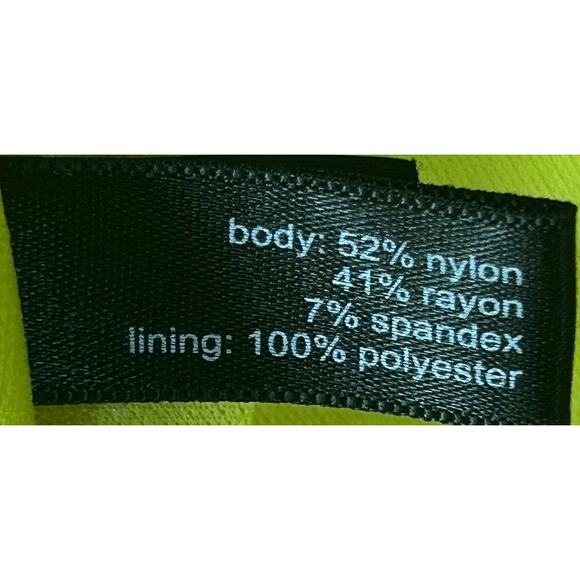 body: 52% nylon
41% rayon
7% spandex
lining: 100% polyester